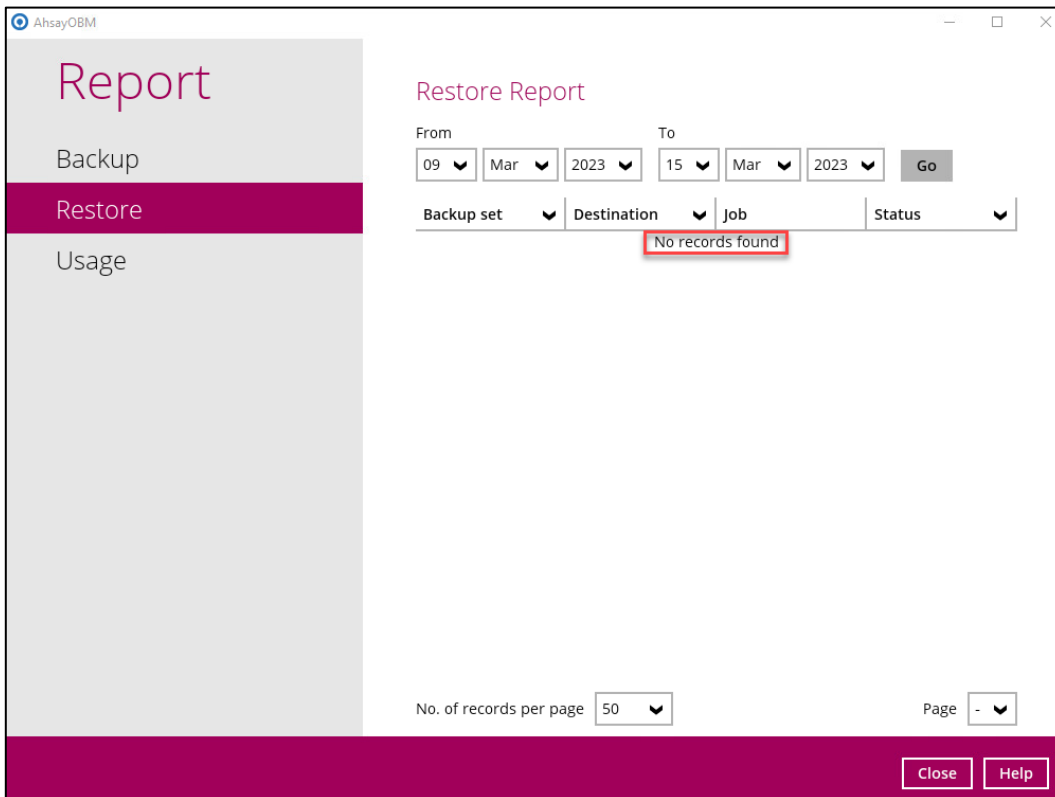 AhsayOBM
Report
Backup
Restore
Usage
Restore Report
From To
09 Mar 2023 15 Mar 2023 Go
Backup set Destination Job Status
No records found
No. of records per page 50 Page -
Close Help